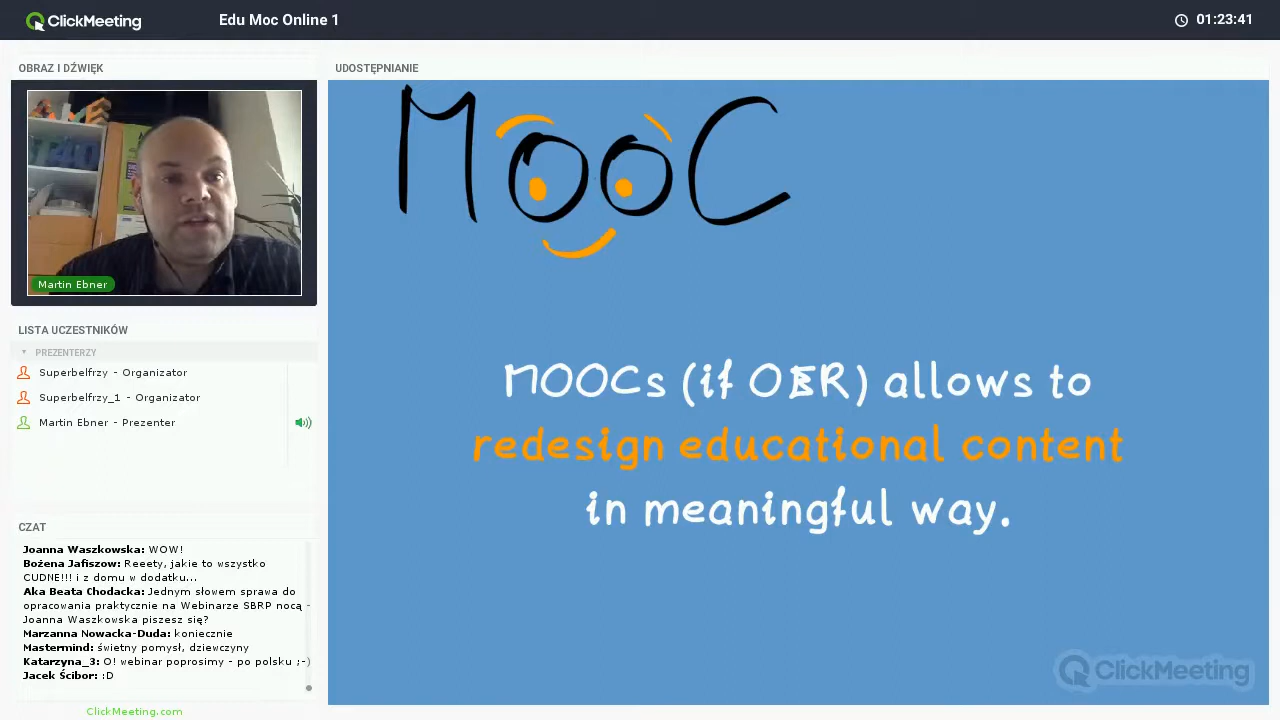 ClickMeeting
Edu Moc Online 1
01:23:41
OBRAZ I DŹWIĘK
UDOSTĘPNIANIE
Martin Ebner
LISTA UCZESTNIKÓW
PREZENTERZY
Superbelfrzy - Organizator
Superbelfrzy_1 - Organizator
Martin Ebner - Prezenter
CZAT
Joanna Waszkowska: WOW!
Bożena Jafiszow: Reeety, jakie to wszystko
CUDNE!!! i z domu w dodatku...
Aka Beata Chodacka: Jednym słowem sprawa do
opracowania praktycznie na Webinarze SBRP nocą -
Joanna Waszkowska piszesz się?
Marzanna Nowacka-Duda: koniecznie
Mastermind: świetny pomysł, dziewczyny
Katarzyna_3: O! webinar poprosimy - po polsku ;-)
Jacek Ścibor: :D
ClickMeeting.com
MOOC
MOOCs (if OER) allows to
redesign educational content
in meaningful way.
ClickMeeting